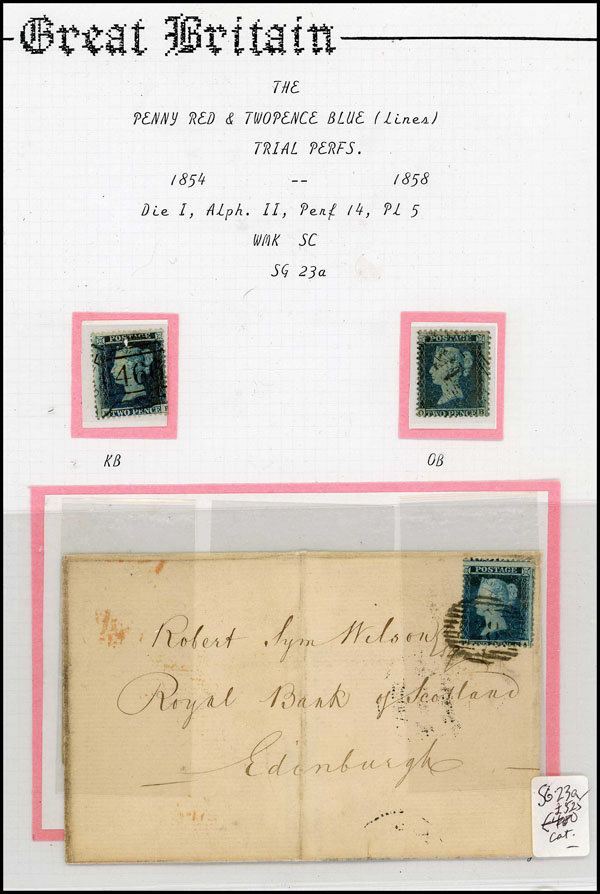 Great Britain
THE
PENNY RED & TWOPENCE BLUE (lines)
TRIAL PERFS.
1854 -- 1858
Die I, Alph. II, Perf 14, Pl 5
WMK SC
SG 23a
POSTAGE
46
TWO PENCE
POSTAGE
TWO PENCE
KB
OB
POSTAGE
Robert Sym Wilson
Royal Bank of Scotland
Edinburgh
SG 23a
£525
Cat.